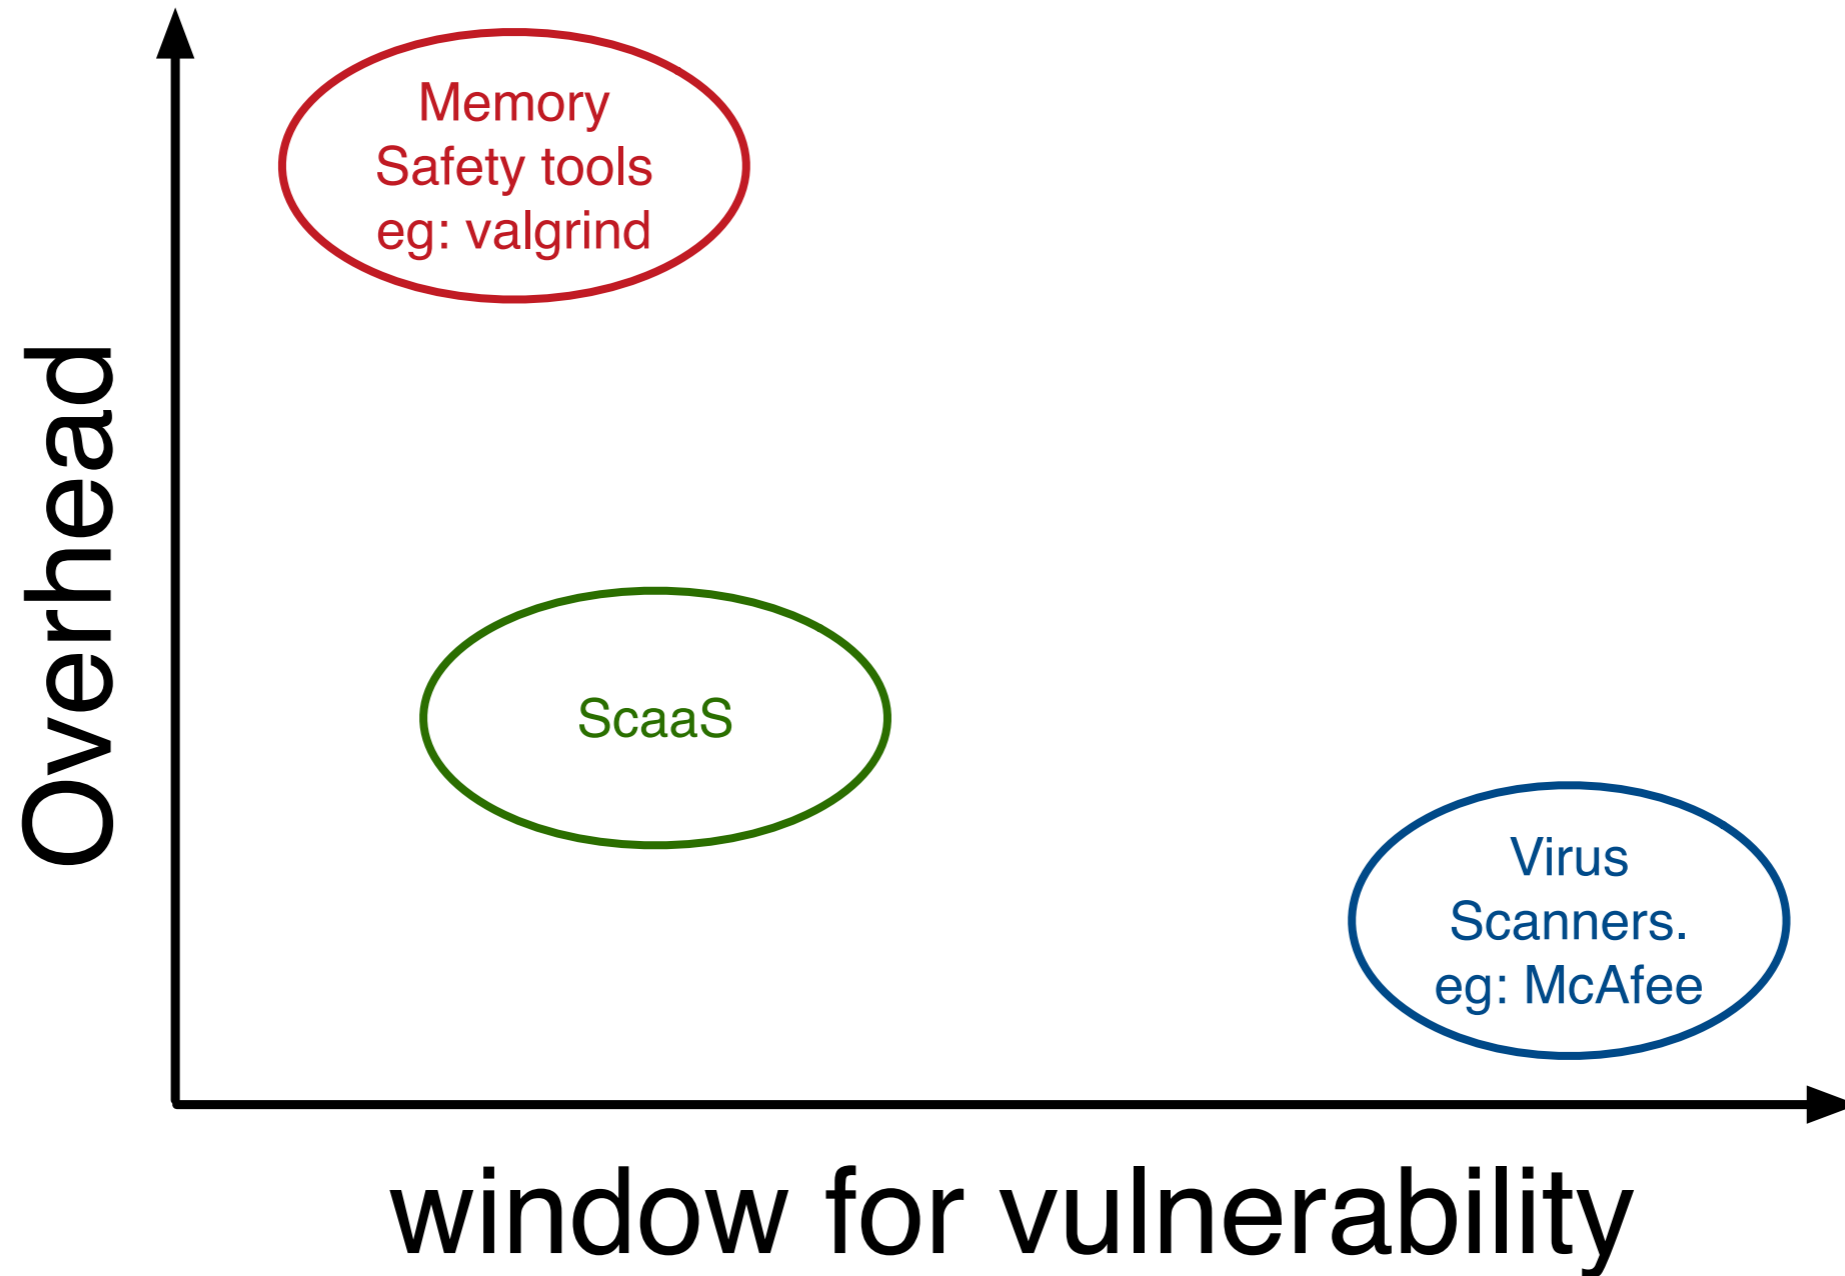 Memory
Safety tools
eg: valgrind
Overhead
ScaaS
Virus
Scanners.
eg: McAfee
window for vulnerability